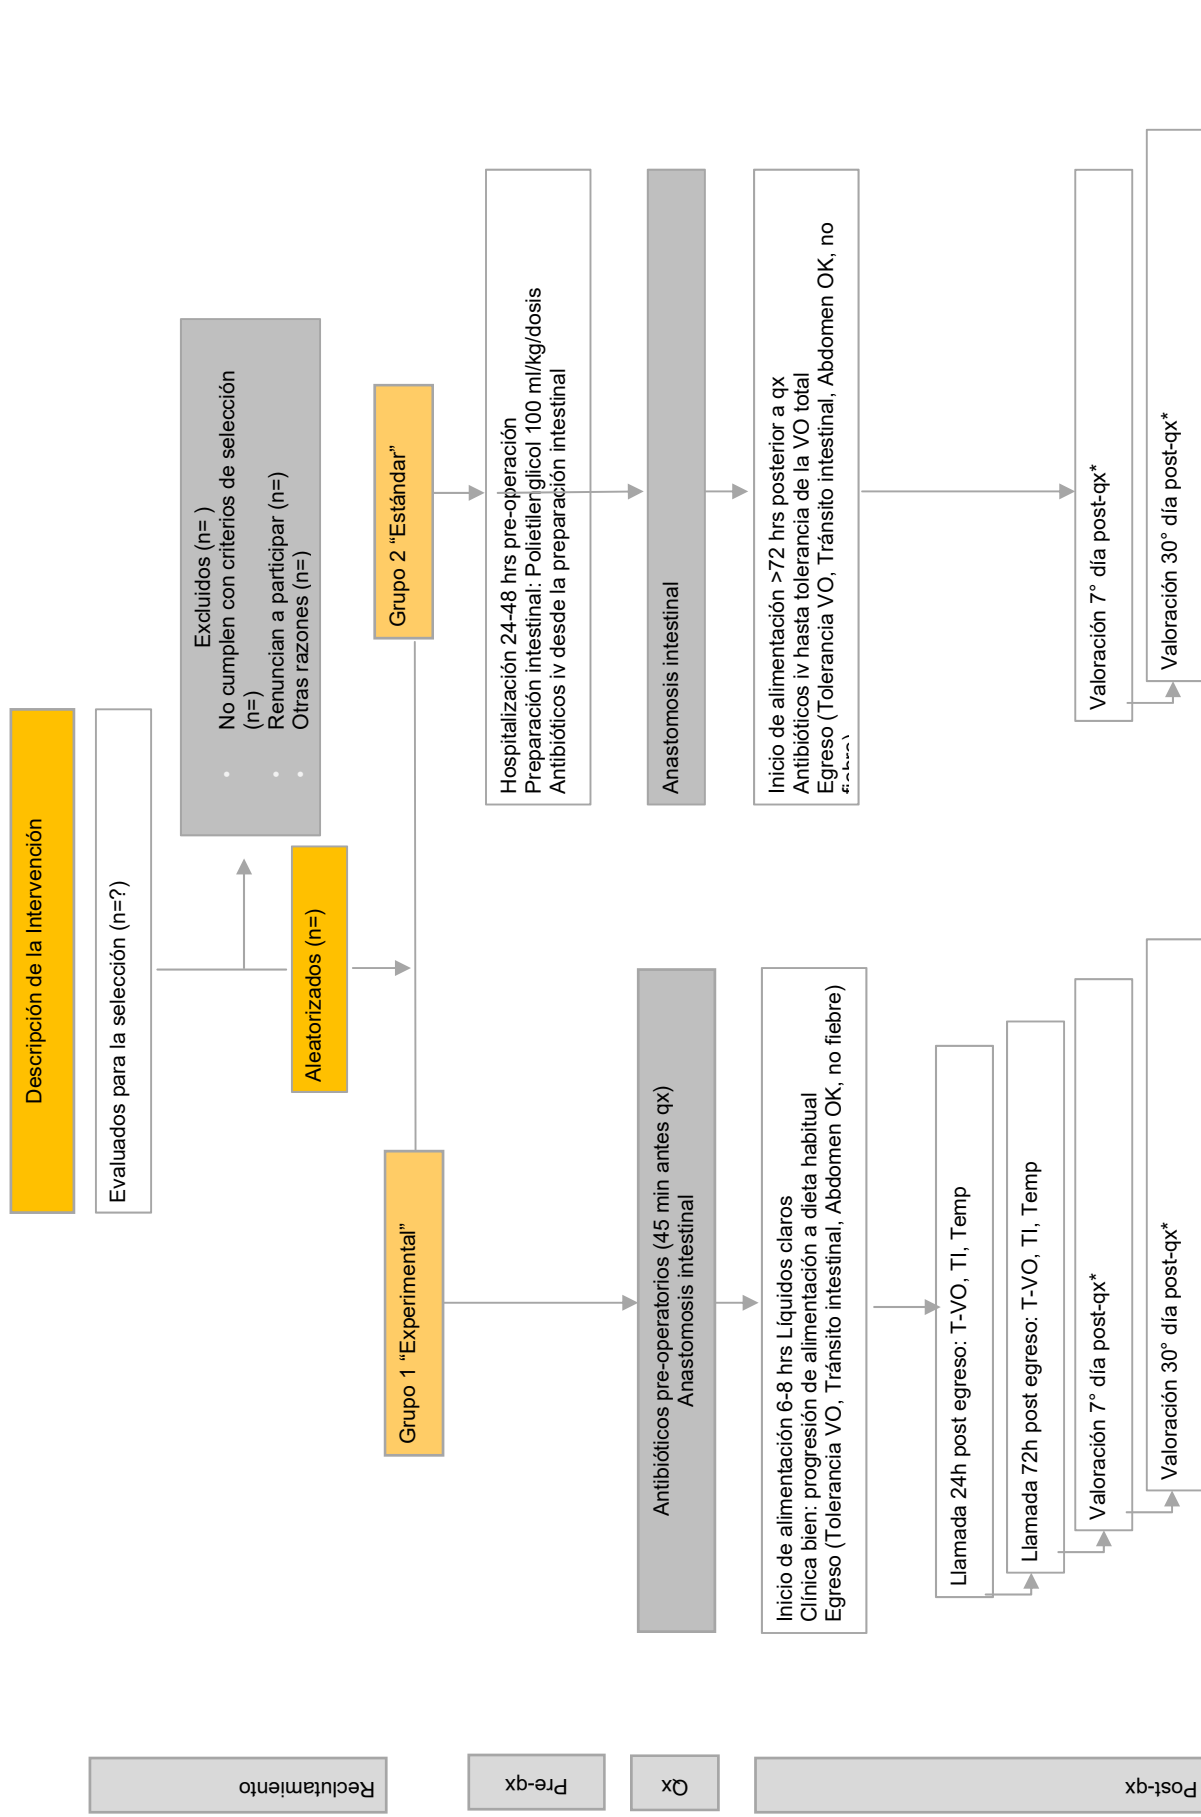 Descripción de la Intervención
Reclutamiento
Evaluados para la selección (n=?)
Excluidos (n= )
• No cumplen con criterios de selección
(n=)
• Renuncian a participar (n=)
• Otras razones (n=)
Aleatorizados (n=)
Grupo 1 “Experimental”
Grupo 2 “Estándar”
Pre-qx
Hospitalización 24-48 hrs pre-operación
Preparación intestinal: Polietilenglicol 100 ml/kg/dosis
Antibióticos iv desde la preparación intestinal
Qx
Antibióticos pre-operatorios (45 min antes qx)
Anastomosis intestinal
Anastomosis intestinal
Post-qx
Inicio de alimentación 6-8 hrs Líquidos claros
Clínica bien: progresión de alimentación a dieta habitual
Egreso (Tolerancia VO, Tránsito intestinal, Abdomen OK, no fiebre)
Inicio de alimentación >72 hrs posterior a qx
Antibióticos iv hasta tolerancia de la VO total
Egreso (Tolerancia VO, Tránsito intestinal, Abdomen OK, no
fiebre)
Llamada 24h post egreso: T-VO, TI, Temp
Llamada 72h post egreso: T-VO, TI, Temp
Valoración 7° día post-qx*
Valoración 30° día post-qx*
Valoración 7° día post-qx*
Valoración 30° día post-qx*